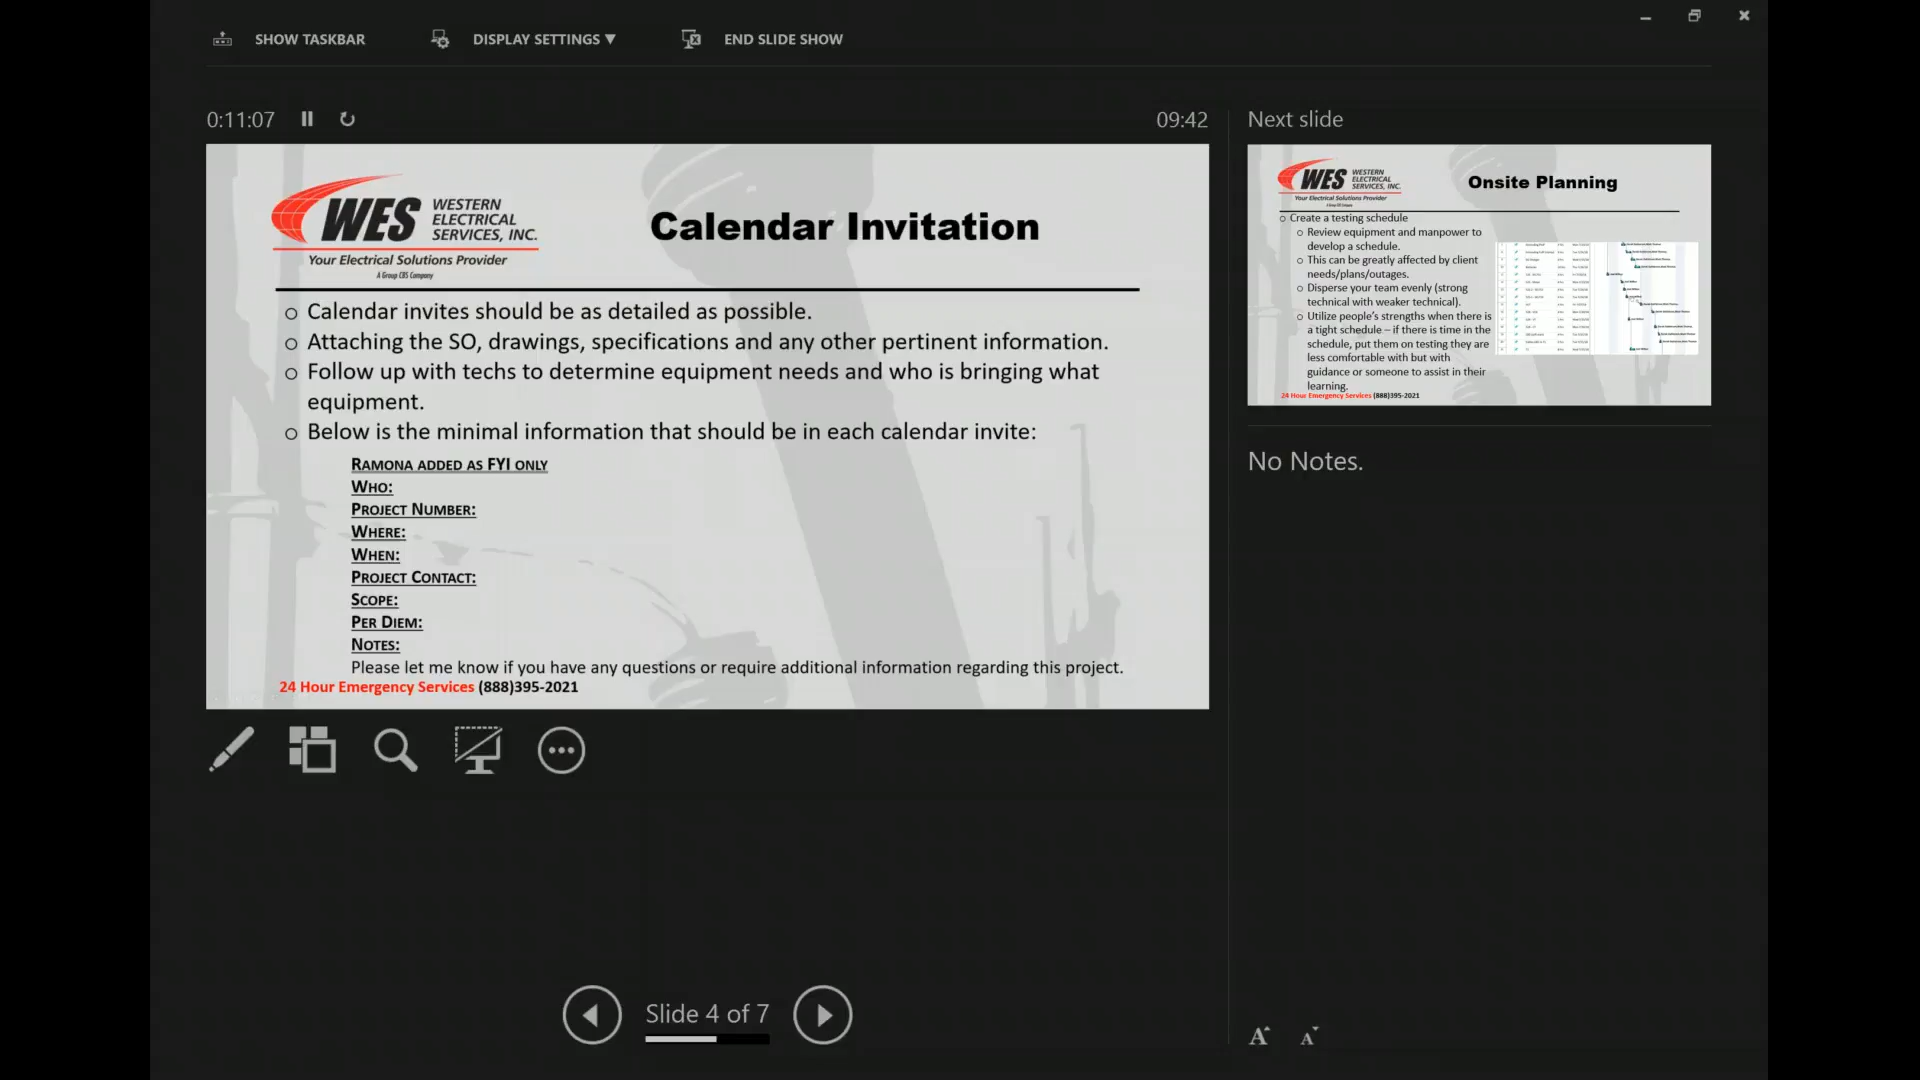 SHOW TASKBAR
DISPLAY SETTINGS ▼
END SLIDE SHOW
0:11:07
09:42
Next slide
WES
WESTERN
ELECTRICAL
SERVICES, INC.
Your Electrical Solutions Provider
A Group CBS Company
Calendar Invitation
Calendar invites should be as detailed as possible.
Attaching the SO, drawings, specifications and any other pertinent information.
Follow up with techs to determine equipment needs and who is bringing what
equipment.
Below is the minimal information that should be in each calendar invite:
RAMONA ADDED AS FYI ONLY
WHO:
PROJECT NUMBER:
WHERE:
WHEN:
PROJECT CONTACT:
SCOPE:
PER DIEM:
NOTES:
Please let me know if you have any questions or require additional information regarding this project.
24 Hour Emergency Services (888)395-2021
WES
WESTERN
ELECTRICAL
SERVICES, INC.
Your Electrical Solutions Provider
A Group CBS Company
Onsite Planning
Create a testing schedule
Review equipment and manpower to
develop a schedule.
This can be greatly affected by client
needs/plans/outages.
Disperse your team evenly (strong
technical with weaker technical).
Utilize people's strengths when there is
a tight schedule – if there is time in the
schedule, put them on testing they are
less comfortable with but with
guidance or someone to assist in their
learning.
24 Hour Emergency Services (888)395-2021
No Notes.
Slide 4 of 7
A A